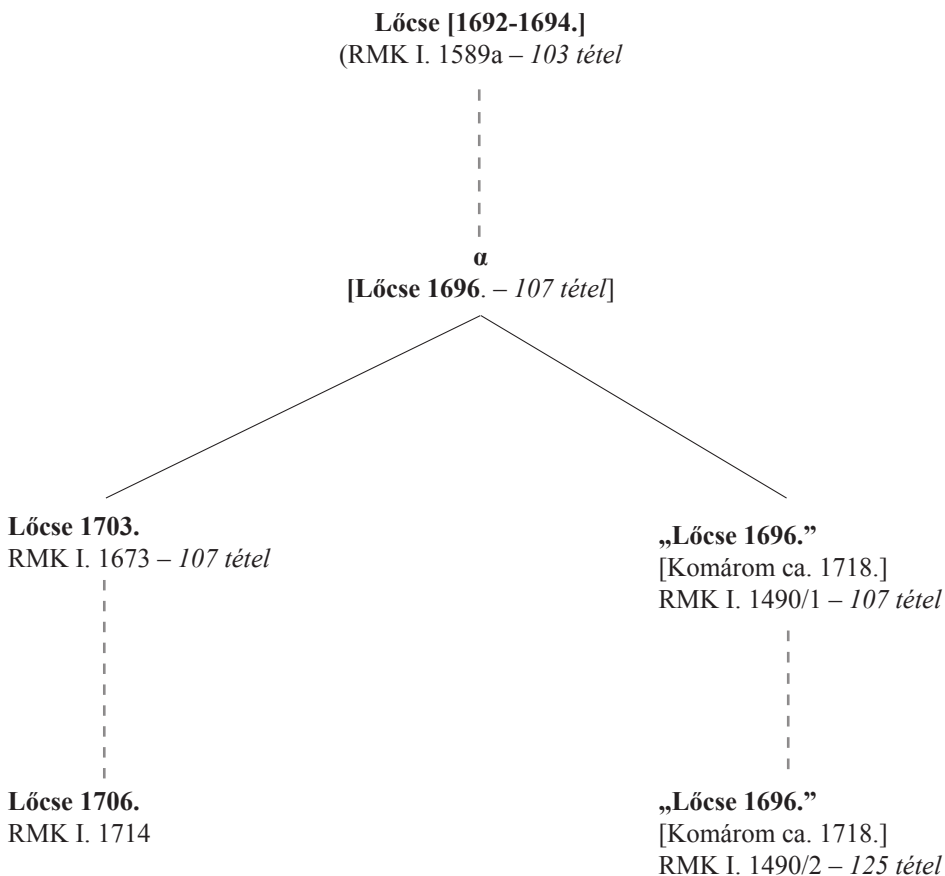 Lőcse [1692-1694.]
(RMK I. 1589a – 103 tétel
α
[Lőcse 1696. – 107 tétel]
Lőcse 1703.
RMK I. 1673 – 107 tétel
„Lőcse 1696.”
[Komárom ca. 1718.]
RMK I. 1490/1 – 107 tétel
Lőcse 1706.
RMK I. 1714
„Lőcse 1696.”
[Komárom ca. 1718.]
RMK I. 1490/2 – 125 tétel